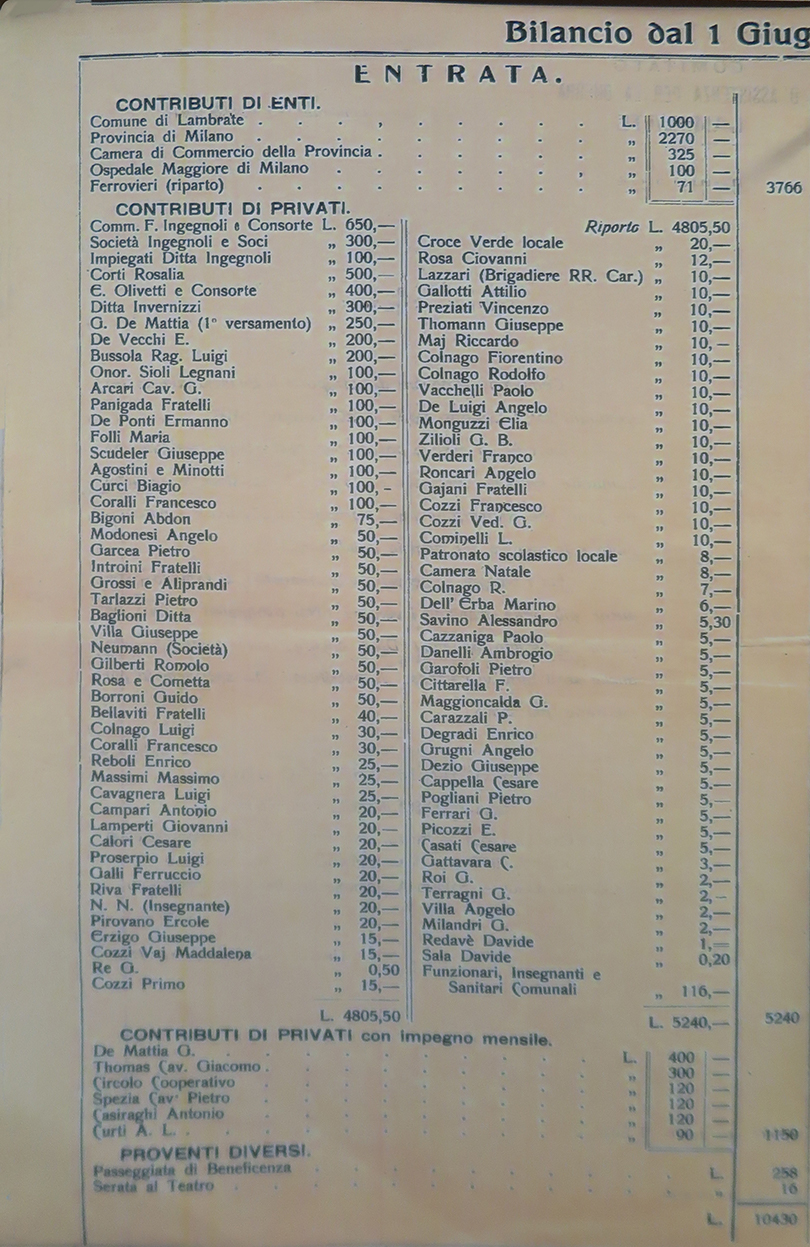 Bilancio dal 1 Giug
ENTRATA.
CONTRIBUTI DI ENTI.
Comune di Lambrate . . . , . . . . . L. 1000 —
Provincia di Milano . . . . . . . . . „ 2270 —
Camera di Commercio della Provincia . . . . . . „ 325 —
Ospedale Maggiore di Milano . . . . . . , „ 100 —
Ferrovieri (riparto) . . . . . . . . . „ 71 — 3766
CONTRIBUTI DI PRIVATI.
Comm. F. Ingegnoli e Consorte L. 650,—
Società Ingegnoli e Soci „ 300,—
Impiegati Ditta Ingegnoli „ 100,—
Corti Rosalia „ 500,—
E. Olivetti e Consorte „ 400,—
Ditta Invernizzi „ 300,—
G. De Mattia (1° versamento) „ 250,—
De Vecchi E. „ 200,—
Bussola Rag. Luigi „ 200,—
Onor. Sioli Legnani „ 100,—
Arcari Cav. G. „ 100,—
Panigada Fratelli „ 100,—
De Ponti Ermanno „ 100,—
Folli Maria „ 100,—
Scudeler Giuseppe „ 100,—
Agostini e Minotti „ 100,—
Curci Biagio „ 100,-
Coralli Francesco „ 100,—
Bigoni Abdon „ 75,—
Modonesi Angelo „ 50,—
Garcea Pietro „ 50,—
Introini Fratelli „ 50,—
Grossi e Aliprandi „ 50,—
Tarlazzi Pietro „ 50,—
Baglioni Ditta „ 50,—
Villa Giuseppe „ 50,—
Neumann (Società) „ 50,—
Gilberti Romolo „ 50,—
Rosa e Cometta „ 50,—
Borroni Guido „ 50,—
Bellaviti Fratelli „ 40,—
Colnago Luigi „ 30,—
Coralli Francesco „ 30,—
Reboli Enrico „ 25,—
Massimi Massimo „ 25,—
Cavagnera Luigi „ 25,—
Campari Antonio „ 20,—
Lamperti Giovanni „ 20,—
Calori Cesare „ 20,—
Proserpio Luigi „ 20,—
Galli Ferruccio „ 20,—
Riva Fratelli „ 20,—
N. N. (Insegnante) „ 20,—
Pirovano Ercole „ 20,—
Erzigo Giuseppe „ 15,—
Cozzi Vaj Maddalena „ 15,—
Re G. „ 0,50
Cozzi Primo „ 15,—
L. 4805,50
Riporto L. 4805,50
Croce Verde locale „ 20,—
Rosa Ciovanni „ 12,—
Lazzari (Brigadiere RR. Car.) „ 10,—
Gallotti Attilio „ 10,—
Preziati Vincenzo „ 10,—
Thomann Giuseppe „ 10,—
Maj Riccardo „ 10,–
Colnago Fiorentino „ 10,—
Colnago Rodolfo „ 10,—
Vacchelli Paolo „ 10,—
De Luigi Angelo „ 10,—
Monguzzi Elia „ 10,—
Zilioli G. B. „ 10,—
Verderi Franco „ 10,—
Roncari Angelo „ 10,—
Gajani Fratelli „ 10,—
Cozzi Francesco „ 10,—
Cozzi Ved. G. „ 10,—
Cominelli L. „ 10,—
Patronato scolastico locale „ 8,—
Camera Natale „ 8,—
Colnago R. „ 7,—
Dell' Erba Marino „ 6,—
Savino Alessandro „ 5,30
Cazzaniga Paolo „ 5,—
Danelli Ambrogio „ 5,—
Garofoli Pietro „ 5,—
Cittarella F. „ 5,—
Maggioncalda G. „ 5,—
Carazzali P. „ 5,—
Degradi Enrico „ 5,—
Grugni Angelo „ 5,—
Dezio Giuseppe „ 5,—
Cappella Cesare „ 5.—
Pogliani Pietro „ 5,—
Ferrari G. „ 5,—
Picozzi E. „ 5,—
Casati Cesare „ 5,—
Gattavara C. „ 3,—
Roi G. „ 2,—
Terragni G. „ 2,–
Villa Angelo „ 2,—
Milandri G. „ 2,—
Redavè Davide „ 1,—
Sala Davide „ 0,20
Funzionari, Insegnanti e
Sanitari Comunali „ 116,—
L. 5240,— 5240
CONTRIBUTI DI PRIVATI con impegno mensile.
De Mattia G. . . . . . . . . L. 400 —
Thomas Cav. Giacomo . . . . . . . . „ 300 —
Circolo Cooperativo . . . . . . . . „ 120 —
Spezia Cav. Pietro . . . . . . . . „ 120 —
Casiraghi Antonio . . . . . . . . „ 120 —
Curti A. L. . . . . . . . . . „ 90 — 1150
PROVENTI DIVERSI.
Passeggiata di Beneficenza . . . . . . . L. 258
Serata al Teatro . . . . . . . . „ 16
L. 10430